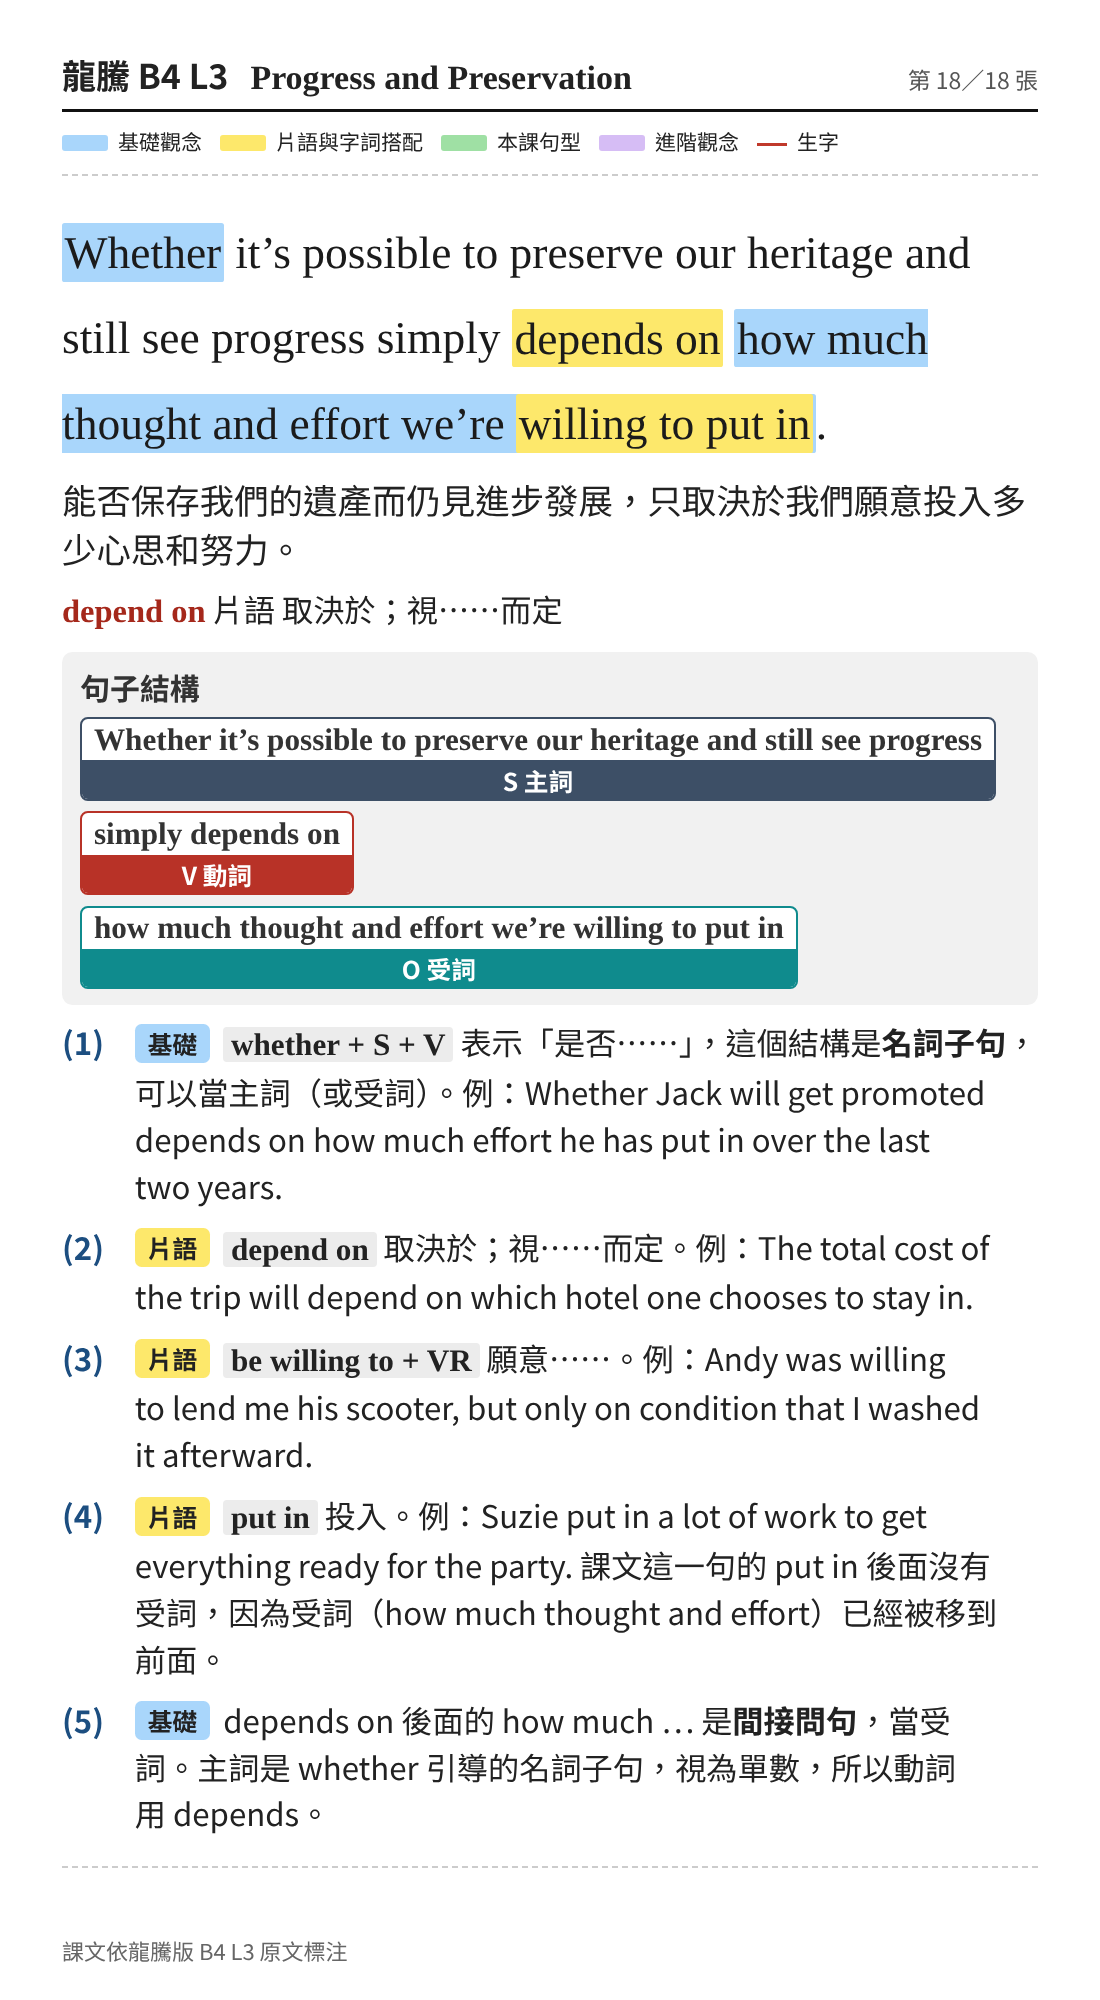 龍騰 B4 L3 Progress and Preservation
第 18／18 張
基礎觀念 片語與字詞搭配 本課句型 進階觀念 生字
Whether it’s possible to preserve our heritage and
still see progress simply depends on how much
thought and effort we’re willing to put in.
能否保存我們的遺產而仍見進步發展，只取決於我們願意投入多
少心思和努力。
depend on 片語 取決於；視⋯⋯而定
句子結構
Whether it’s possible to preserve our heritage and still see progress
S 主詞
simply depends on
V 動詞
how much thought and effort we’re willing to put in
O 受詞
(1) 基礎 whether + S + V 表示「是否⋯⋯」，這個結構是名詞子句，
可以當主詞（或受詞）。例：Whether Jack will get promoted
depends on how much effort he has put in over the last
two years.
(2) 片語 depend on 取決於；視⋯⋯而定。例：The total cost of
the trip will depend on which hotel one chooses to stay in.
(3) 片語 be willing to + VR 願意⋯⋯。例：Andy was willing
to lend me his scooter, but only on condition that I washed
it afterward.
(4) 片語 put in 投入。例：Suzie put in a lot of work to get
everything ready for the party. 課文這一句的 put in 後面沒有
受詞，因為受詞（how much thought and effort）已經被移到
前面。
(5) 基礎 depends on 後面的 how much … 是間接問句，當受
詞。主詞是 whether 引導的名詞子句，視為單數，所以動詞
用 depends。
課文依龍騰版 B4 L3 原文標注